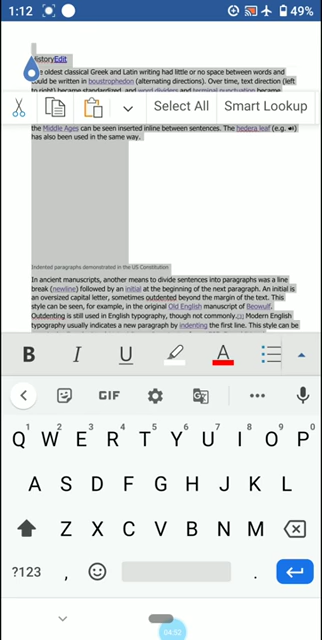 1:12
49%
HistoryEdit
e oldest classical Greek and Latin writing had little or no space between words and
could be written in boustrophedon (alternating directions). Over time, text direction (left
to right) became standardized, and word dividers and terminal punctuation became
Select All
Smart Lookup
the Middle Ages can be seen inserted inline between sentences. The hedera leaf (e.g. ☙)
has also been used in the same way.
Indented paragraphs demonstrated in the US Constitution
In ancient manuscripts, another means to divide sentences into paragraphs was a line
break (newline) followed by an initial at the beginning of the next paragraph. An initial is
an oversized capital letter, sometimes outdented beyond the margin of the text. This
style can be seen, for example, in the original Old English manuscript of Beowulf.
Outdenting is still used in English typography, though not commonly.[3] Modern English
typography usually indicates a new paragraph by indenting the first line. This style can be
B I U A
GIF
1 2 3 4 5 6 7 8 9 0
Q W E R T Y U I O P
A S D F G H J K L
Z X C V B N M
?123 , .
04:52